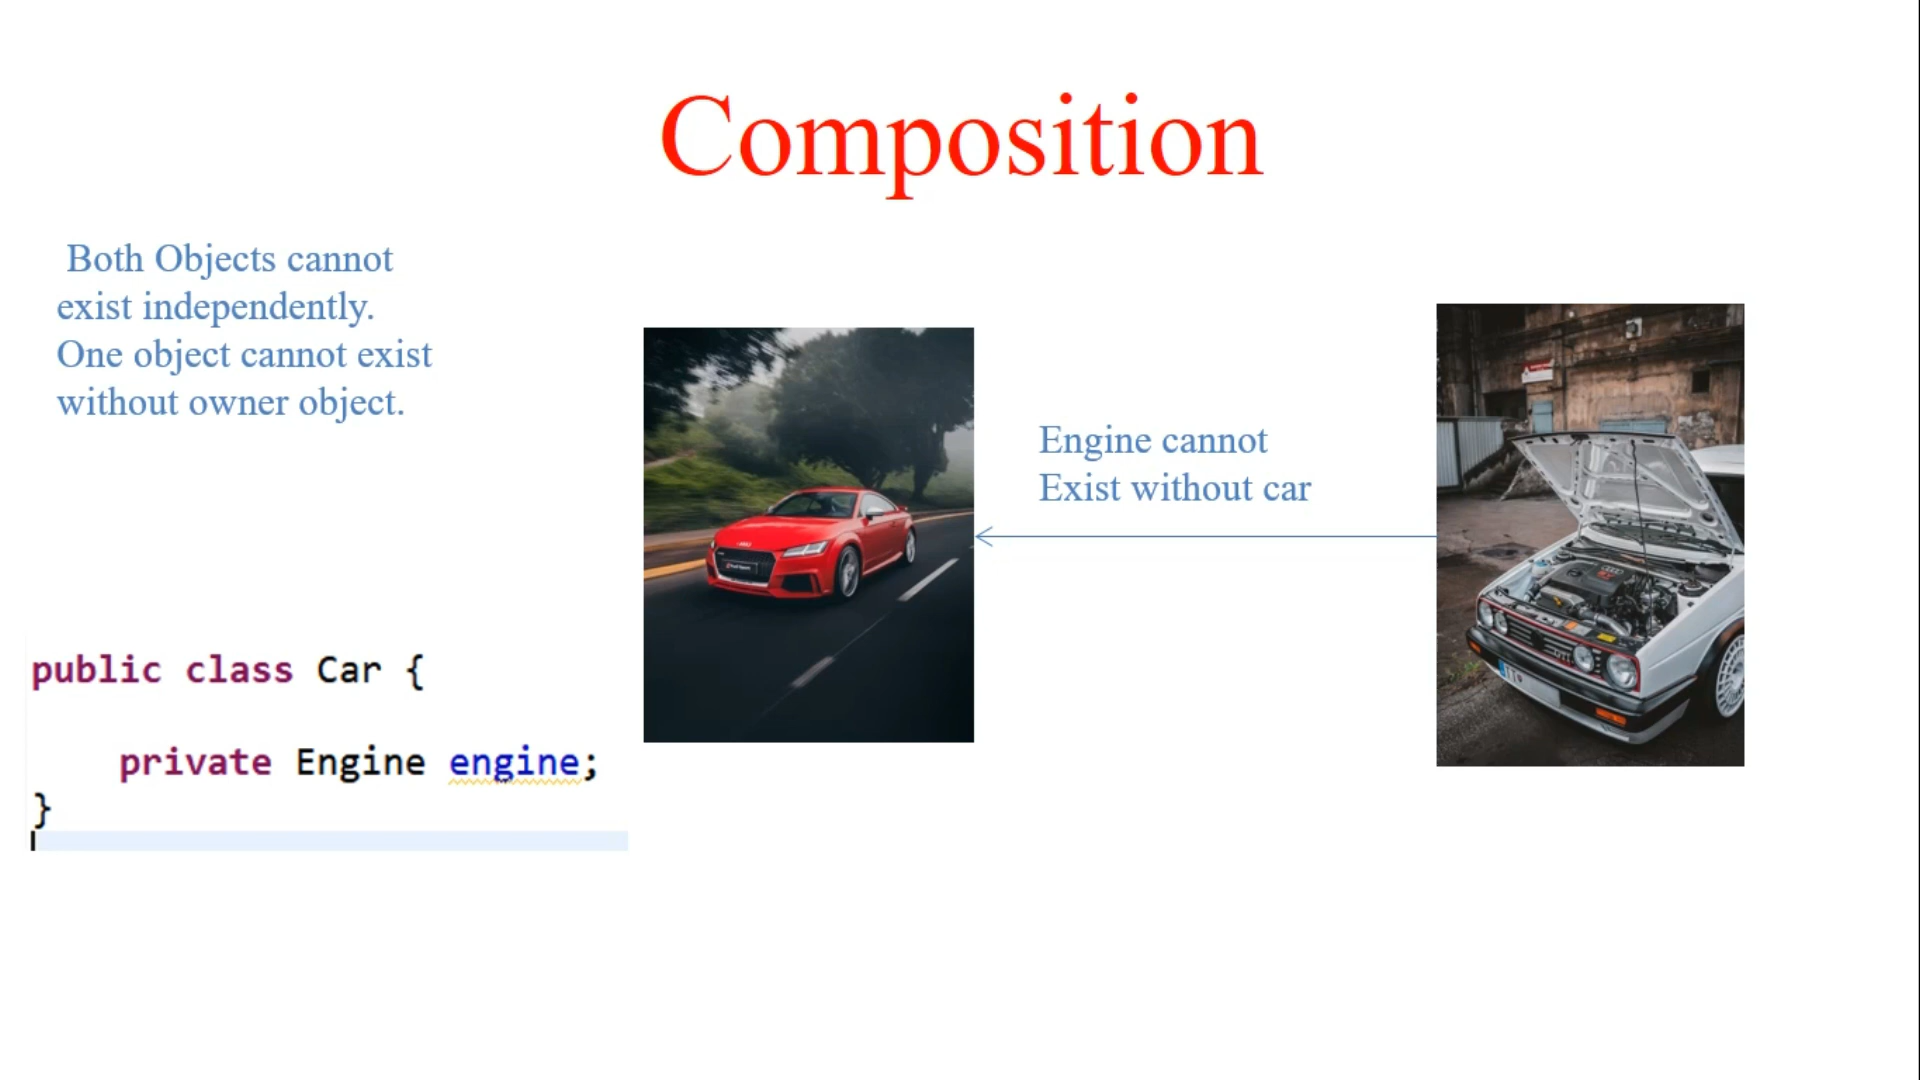 Composition
Both Objects cannot
exist independently.
One object cannot exist
without owner object.
Engine cannot
Exist without car
public class Car {
private Engine engine;
}